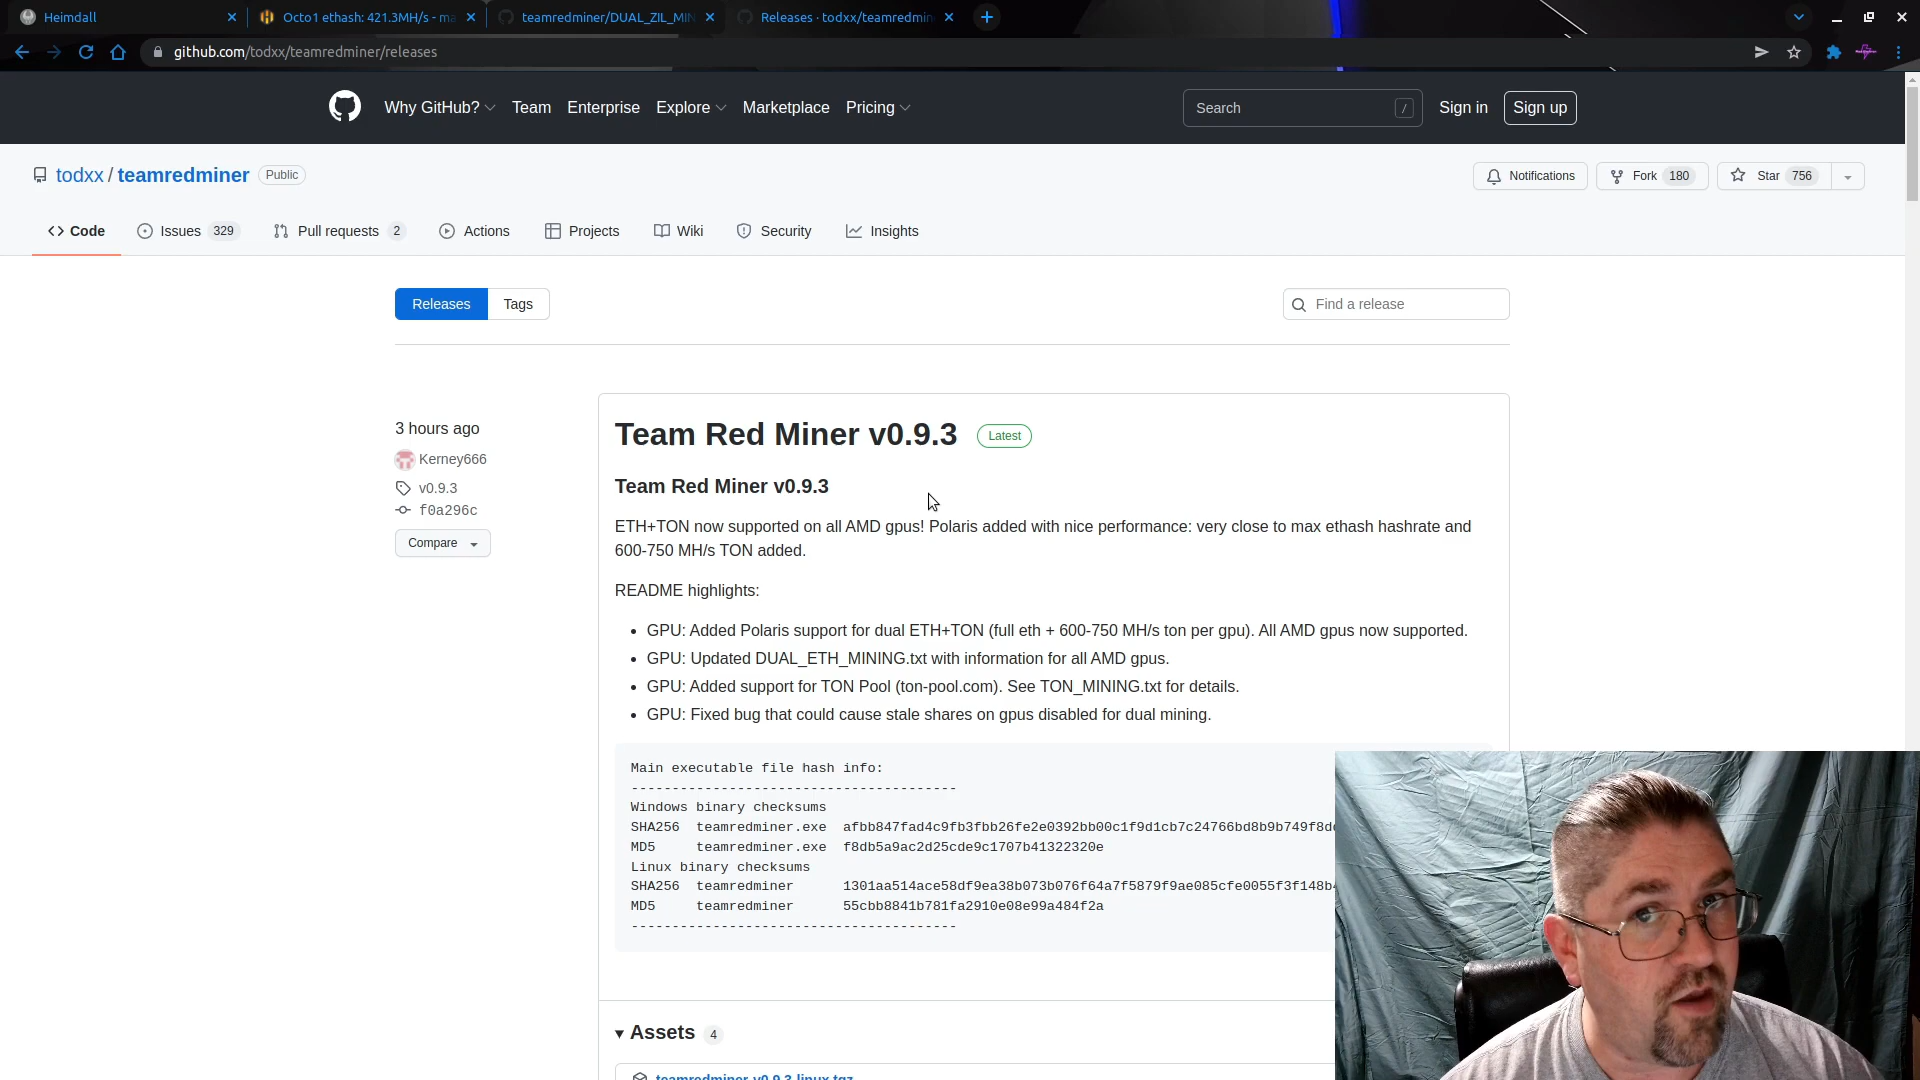 Heimdall
Octo1 ethash: 421.3MH/s - ma
teamredminer/DUAL_ZIL_MIN
Releases · todxx/teamredmin
github.com/todxx/teamredminer/releases
Why GitHub? Team Enterprise Explore Marketplace Pricing
Search /
Sign in Sign up
todxx / teamredminer Public
Notifications Fork 180 Star 756
Code Issues 329 Pull requests 2 Actions Projects Wiki Security Insights
Releases Tags
Find a release
3 hours ago
Kerney666
v0.9.3
f0a296c
Compare
Team Red Miner v0.9.3 Latest
Team Red Miner v0.9.3
ETH+TON now supported on all AMD gpus! Polaris added with nice performance: very close to max ethash hashrate and
600-750 MH/s TON added.
README highlights:
• GPU: Added Polaris support for dual ETH+TON (full eth + 600-750 MH/s ton per gpu). All AMD gpus now supported.
• GPU: Updated DUAL_ETH_MINING.txt with information for all AMD gpus.
• GPU: Added support for TON Pool (ton-pool.com). See TON_MINING.txt for details.
• GPU: Fixed bug that could cause stale shares on gpus disabled for dual mining.
Main executable file hash info:
----------------------------------------
Windows binary checksums
SHA256 teamredminer.exe afbb847fad4c9fb3fbb26fe2e0392bb00c1f9d1cb7c24766bd8b9b749f8d
MD5 teamredminer.exe f8db5a9ac2d25cde9c1707b41322320e
Linux binary checksums
SHA256 teamredminer 1301aa514ace58df9ea38b073b076f64a7f5879f9ae085cfe0055f3f148b4
MD5 teamredminer 55cbb8841b781fa2910e08e99a484f2a
----------------------------------------
Assets 4
teamredminer-v0.9.3-linux.tgz